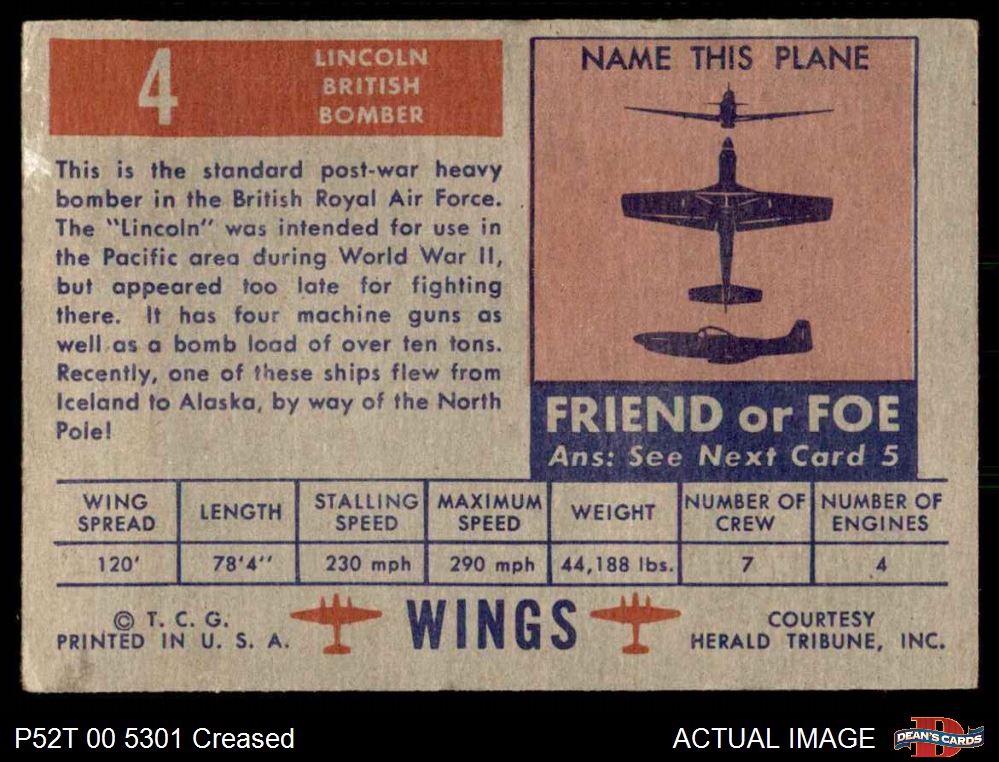 4
LINCOLN
BRITISH
BOMBER
This is the standard post-war heavy
bomber in the British Royal Air Force.
The "Lincoln" was intended for use in
the Pacific area during World War II,
but appeared too late for fighting
there. It has four machine guns as
well as a bomb load of over ten tons.
Recently, one of these ships flew from
Iceland to Alaska, by way of the North
Pole!
NAME THIS PLANE
FRIEND or FOE
Ans: See Next Card 5
WING SPREAD LENGTH STALLING SPEED MAXIMUM SPEED WEIGHT NUMBER OF CREW NUMBER OF ENGINES
120' 78'4'' 230 mph 290 mph 44,188 lbs. 7 4
© T. C. G.
PRINTED IN U. S. A.
WINGS
COURTESY
HERALD TRIBUNE, INC.
P52T 00 5301 Creased
ACTUAL IMAGE
DEAN'S CARDS